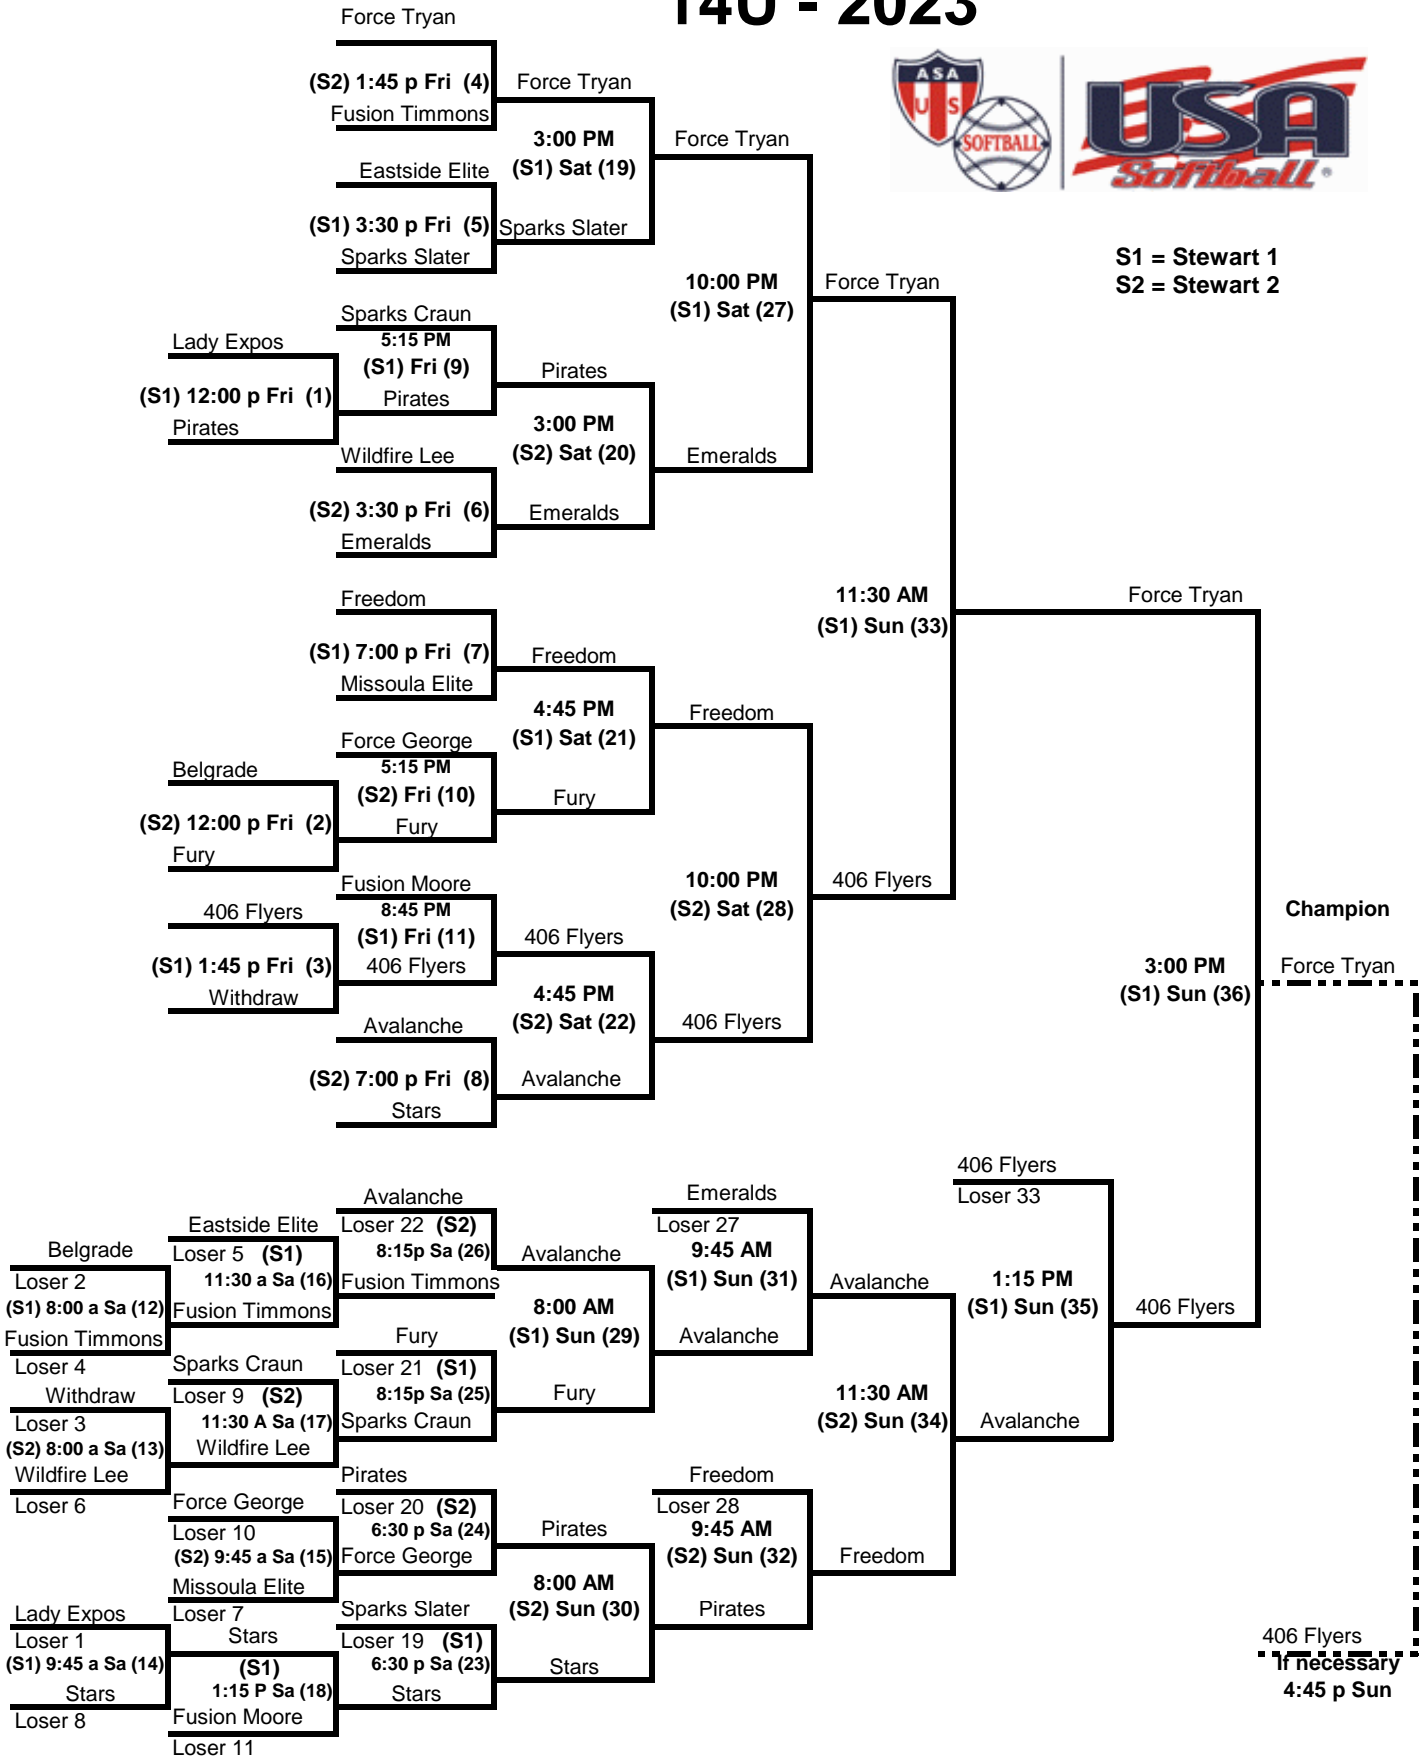 14U - 2023
ASA
U S
SOFTBALL
USA
Softball
S1 = Stewart 1
S2 = Stewart 2
Force Tryan
(S2) 1:45 p Fri (4)
Fusion Timmons
Force Tryan
3:00 PM
(S1) Sat (19)
Force Tryan
Eastside Elite
(S1) 3:30 p Fri (5)
Sparks Slater
Sparks Slater
10:00 PM
(S1) Sat (27)
Force Tryan
Lady Expos
(S1) 12:00 p Fri (1)
Pirates
Sparks Craun
5:15 PM
(S1) Fri (9)
Pirates
Pirates
3:00 PM
(S2) Sat (20)
Emeralds
Wildfire Lee
(S2) 3:30 p Fri (6)
Emeralds
Emeralds
11:30 AM
(S1) Sun (33)
Force Tryan
Freedom
(S1) 7:00 p Fri (7)
Missoula Elite
Freedom
4:45 PM
(S1) Sat (21)
Freedom
Belgrade
(S2) 12:00 p Fri (2)
Fury
Force George
5:15 PM
(S2) Fri (10)
Fury
Fury
10:00 PM
(S2) Sat (28)
406 Flyers
406 Flyers
(S1) 1:45 p Fri (3)
Withdraw
Fusion Moore
8:45 PM
(S1) Fri (11)
406 Flyers
406 Flyers
4:45 PM
(S2) Sat (22)
406 Flyers
Avalanche
(S2) 7:00 p Fri (8)
Stars
Avalanche
Champion
3:00 PM
(S1) Sun (36)
Force Tryan
Belgrade
Loser 2
(S1) 8:00 a Sa (12)
Fusion Timmons
Loser 4
Eastside Elite
Loser 5 (S1)
11:30 a Sa (16)
Fusion Timmons
Avalanche
Loser 22 (S2)
8:15p Sa (26)
Fusion Timmons
Avalanche
8:00 AM
(S1) Sun (29)
Emeralds
Loser 27
9:45 AM
(S1) Sun (31)
Avalanche
Avalanche
406 Flyers
Loser 33
1:15 PM
(S1) Sun (35)
406 Flyers
Withdraw
Loser 3
(S2) 8:00 a Sa (13)
Wildfire Lee
Loser 6
Sparks Craun
Loser 9 (S2)
11:30 A Sa (17)
Wildfire Lee
Fury
Loser 21 (S1)
8:15p Sa (25)
Sparks Craun
Fury
11:30 AM
(S2) Sun (34)
Avalanche
Force George
Loser 10
(S2) 9:45 a Sa (15)
Missoula Elite
Loser 7
Pirates
Loser 20 (S2)
6:30 p Sa (24)
Force George
Pirates
8:00 AM
(S2) Sun (30)
Freedom
Loser 28
9:45 AM
(S2) Sun (32)
Pirates
Freedom
Lady Expos
Loser 1
(S1) 9:45 a Sa (14)
Stars
Loser 8
Stars
(S1)
1:15 P Sa (18)
Fusion Moore
Loser 11
Sparks Slater
Loser 19 (S1)
6:30 p Sa (23)
Stars
Stars
406 Flyers
If necessary
4:45 p Sun